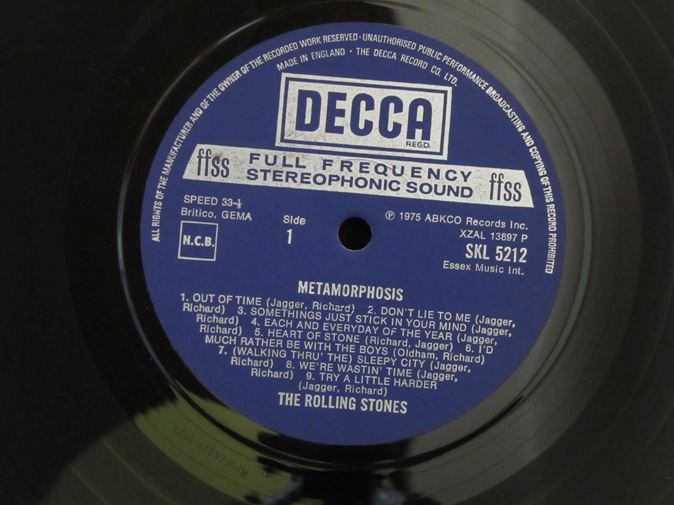 ALL RIGHTS OF THE MANUFACTURER AND OF THE OWNER OF THE RECORDED WORK RESERVED · UNAUTHORISED PUBLIC PERFORMANCE BROADCASTING AND COPYING OF THIS RECORD PROHIBITED
MADE IN ENGLAND · THE DECCA RECORD CO. LTD.
DECCA
REGD.
ffss FULL FREQUENCY STEREOPHONIC SOUND ffss
SPEED 33⅓
Britico, GEMA
N.C.B.
Side
1
℗ 1975 ABKCO Records Inc.
XZAL 13897 P
SKL 5212
Essex Music Int.
METAMORPHOSIS
1. OUT OF TIME (Jagger, Richard) 2. DON'T LIE TO ME (Jagger,
Richard) 3. SOMETHINGS JUST STICK IN YOUR MIND (Jagger,
Richard) 4. EACH AND EVERYDAY OF THE YEAR (Jagger,
Richard) 5. HEART OF STONE (Richard, Jagger) 6. I'D
MUCH RATHER BE WITH THE BOYS (Oldham, Richard)
7. (WALKING THRU' THE) SLEEPY CITY (Jagger,
Richard) 8. WE'RE WASTIN' TIME (Jagger,
Richard) 9. TRY A LITTLE HARDER
(Jagger, Richard)
THE ROLLING STONES
XZAL-13897.P-1W